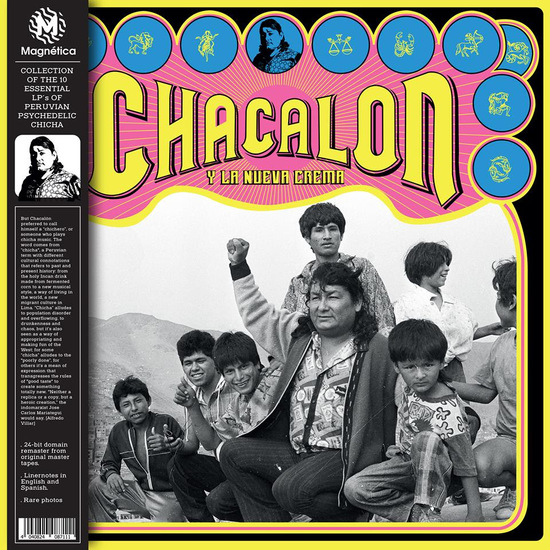 Magnética
COLLECTION
OF THE 10
ESSENTIAL
LP's OF
PERUVIAN
PSYCHEDELIC
CHICHA
CHACALON
Y LA NUEVA CREMA
But Chacalón
preferred to call
himself a "chichero", or
someone who plays
chicha music. The
word comes from
"chicha", a Peruvian
term with different
cultural connotations
that refers to past and
present history: from
the holy Incan drink
made from fermented
corn to a new musical
style, a way of living in
the world, a new
migrant culture in
Lima. "Chicha" alludes
to population disorder
and overflowing, to
drunkenness and
chaos, but it's also
seen as a way of
appropriating and
making fun of the
West; for some
"chicha" alludes to the
"poorly done", for
others it's a mean of
expression that
transgresses the rules
of "good taste" to
create something
totally new. "Neither a
replica or a copy, but a
heroic creation," the
indomarxist Jose
Carlos Mariategui
would say. [Alfredo
Villar]
. 24-bit domain
remaster from
original master
tapes.
. Linernotes in
English and
Spanish.
. Rare photos
4 040824 087111